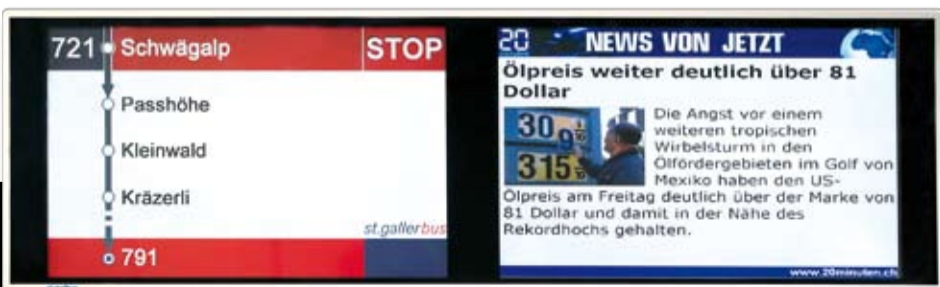 721 Schwägalp STOP
Passhöhe
Kleinwald
Kräzerli
st.gallerbus
791
20 NEWS VON JETZT
Ölpreis weiter deutlich über 81
Dollar
30 9
315
Die Angst vor einem
weiteren tropischen
Wirbelsturm in den
Ölfördergebieten im Golf von
Mexiko haben den US-
Ölpreis am Freitag deutlich über der Marke von
81 Dollar und damit in der Nähe des
Rekordhochs gehalten.
www.20minuten.ch